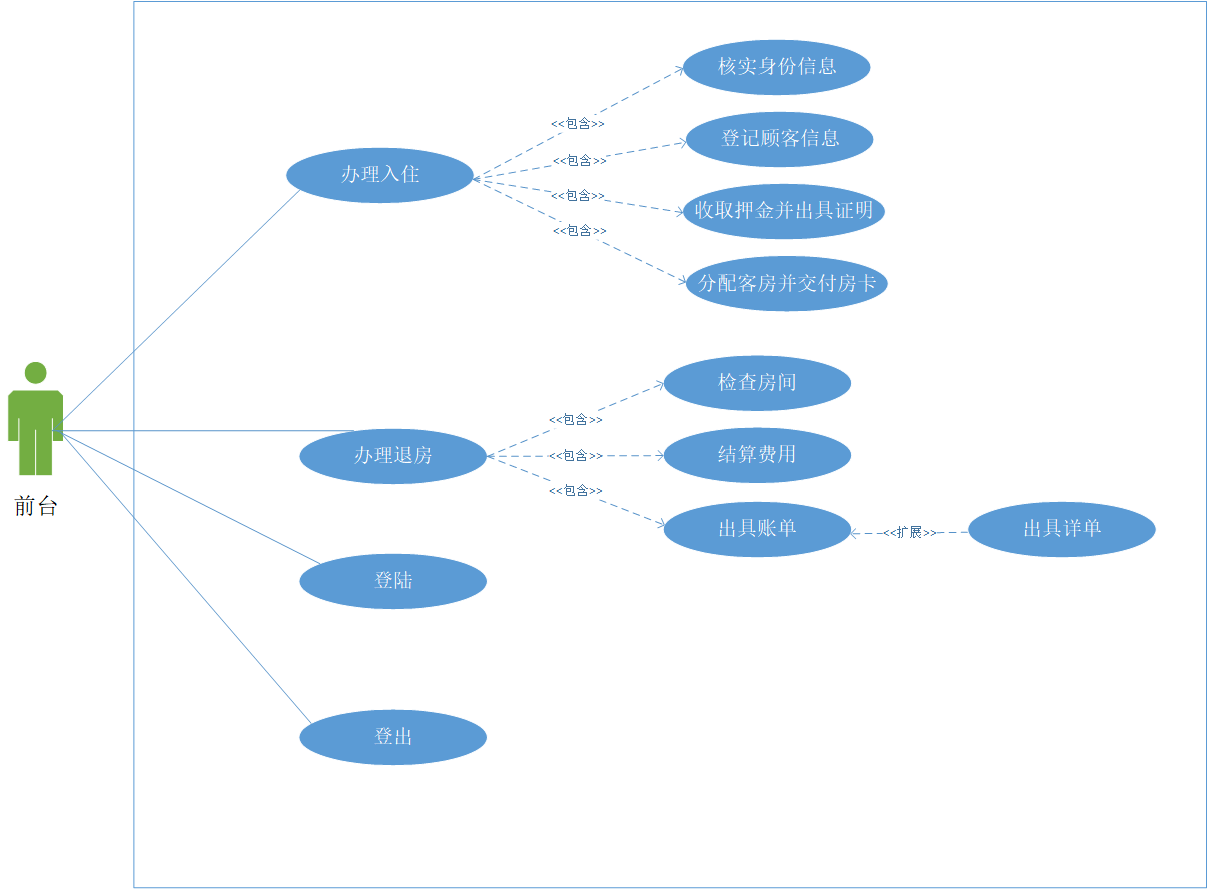 核实身份信息
<<包含>>
登记顾客信息
<<包含>>
办理入住
<<包含>>
收取押金并出具证明
<<包含>>
分配客房并交付房卡
检查房间
<<包含>>
办理退房
<<包含>>
结算费用
<<包含>>
前台
出具账单
<<扩展>>
出具详单
登陆
登出